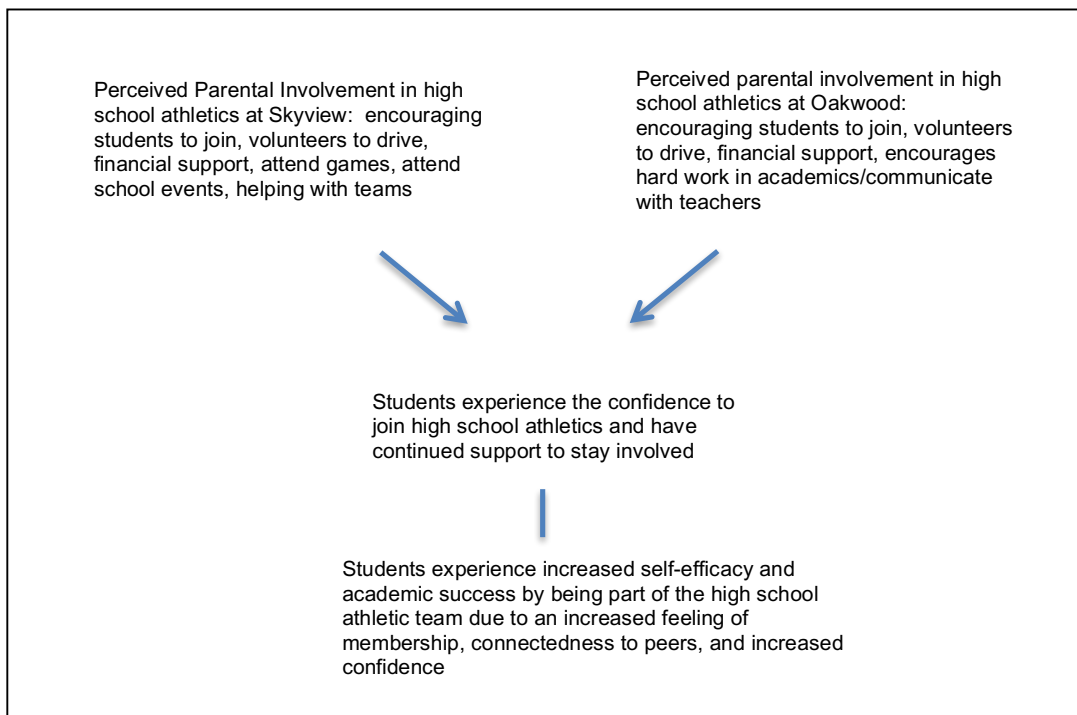 Perceived Parental Involvement in high
school athletics at Skyview:  encouraging
students to join, volunteers to drive,
financial support, attend games, attend
school events, helping with teams
Perceived parental involvement in high
school athletics at Oakwood:
encouraging students to join, volunteers
to drive, financial support, encourages
hard work in academics/communicate
with teachers
Students experience the confidence to
join high school athletics and have
continued support to stay involved
Students experience increased self-efficacy and
academic success by being part of the high school
athletic team due to an increased feeling of
membership, connectedness to peers, and increased
confidence